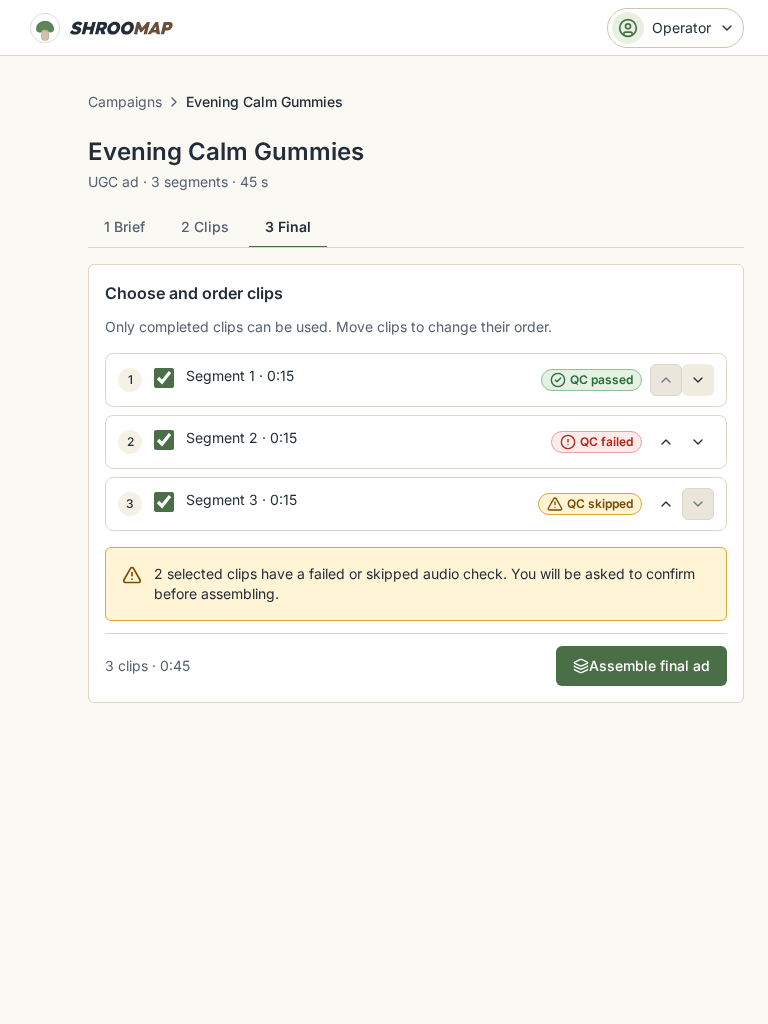 SHROOMAP
Operator
Campaigns Evening Calm Gummies
Evening Calm Gummies
UGC ad · 3 segments · 45 s
1 Brief 2 Clips 3 Final
Choose and order clips
Only completed clips can be used. Move clips to change their order.
1 Segment 1 · 0:15 QC passed
2 Segment 2 · 0:15 QC failed
3 Segment 3 · 0:15 QC skipped
2 selected clips have a failed or skipped audio check. You will be asked to confirm
before assembling.
3 clips · 0:45 Assemble final ad